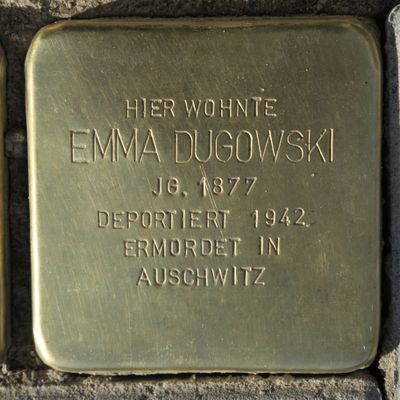 HIER WOHNTE
EMMA DUGOWSKI
JG. 1877
DEPORTIERT 1942
ERMORDET IN
AUSCHWITZ